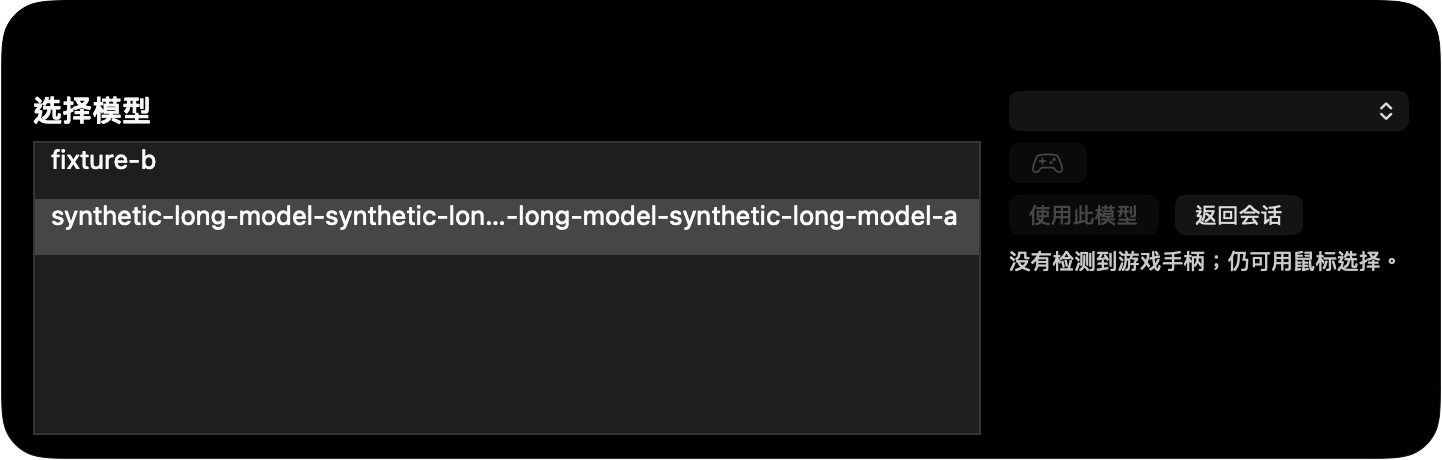 选择模型
fixture-b
synthetic-long-model-synthetic-lon...-long-model-synthetic-long-model-a
使用此模型
返回会话
没有检测到游戏手柄；仍可用鼠标选择。